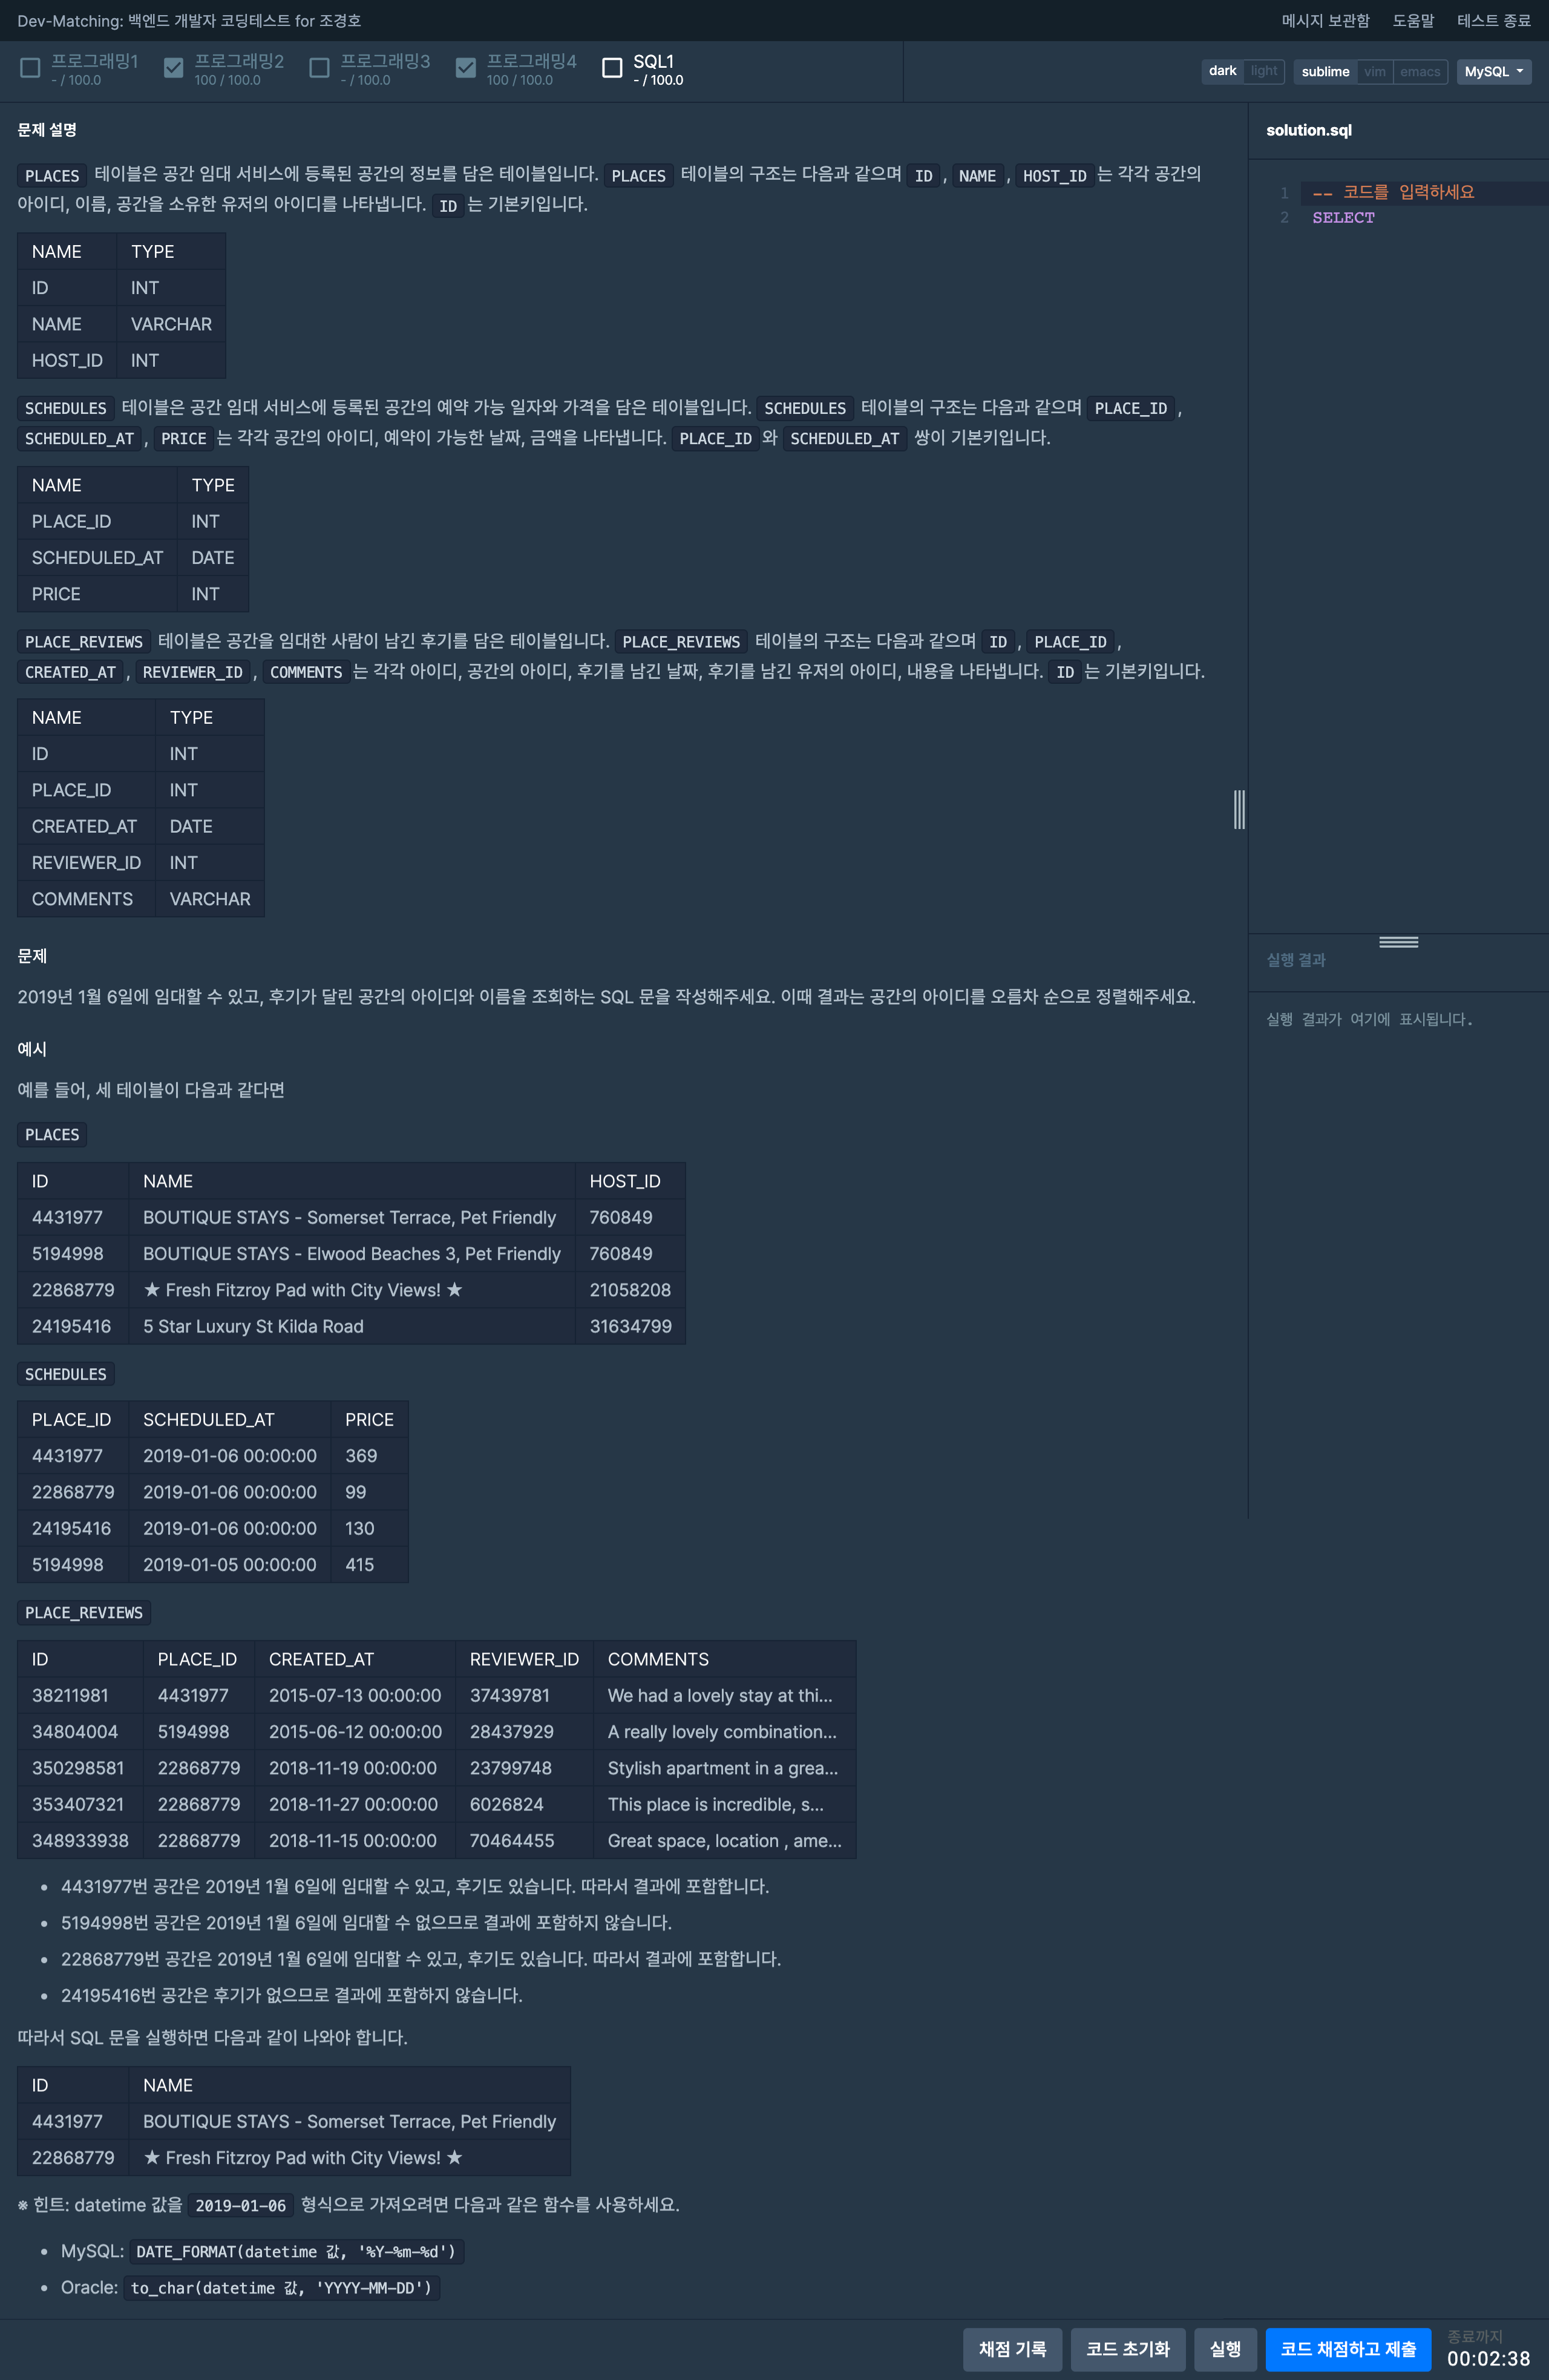 Dev-Matching: 백엔드 개발자 코딩테스트 for 조경호
메시지 보관함 도움말 테스트 종료
프로그래밍1 프로그래밍2 프로그래밍3 프로그래밍4 SQL1
- / 100.0 100 / 100.0 - / 100.0 100 / 100.0 - / 100.0
dark light sublime vim emacs MySQL
문제 설명
PLACES 테이블은 공간 임대 서비스에 등록된 공간의 정보를 담은 테이블입니다. PLACES 테이블의 구조는 다음과 같으며 ID , NAME , HOST_ID 는 각각 공간의
아이디, 이름, 공간을 소유한 유저의 아이디를 나타냅니다. ID 는 기본키입니다.
NAME TYPE
ID INT
NAME VARCHAR
HOST_ID INT
SCHEDULES 테이블은 공간 임대 서비스에 등록된 공간의 예약 가능 일자와 가격을 담은 테이블입니다. SCHEDULES 테이블의 구조는 다음과 같으며 PLACE_ID ,
SCHEDULED_AT , PRICE 는 각각 공간의 아이디, 예약이 가능한 날짜, 금액을 나타냅니다. PLACE_ID 와 SCHEDULED_AT 쌍이 기본키입니다.
NAME TYPE
PLACE_ID INT
SCHEDULED_AT DATE
PRICE INT
PLACE_REVIEWS 테이블은 공간을 임대한 사람이 남긴 후기를 담은 테이블입니다. PLACE_REVIEWS 테이블의 구조는 다음과 같으며 ID , PLACE_ID ,
CREATED_AT , REVIEWER_ID , COMMENTS 는 각각 아이디, 공간의 아이디, 후기를 남긴 날짜, 후기를 남긴 유저의 아이디, 내용을 나타냅니다. ID 는 기본키입니다.
NAME TYPE
ID INT
PLACE_ID INT
CREATED_AT DATE
REVIEWER_ID INT
COMMENTS VARCHAR
문제
2019년 1월 6일에 임대할 수 있고, 후기가 달린 공간의 아이디와 이름을 조회하는 SQL 문을 작성해주세요. 이때 결과는 공간의 아이디를 오름차 순으로 정렬해주세요.
예시
예를 들어, 세 테이블이 다음과 같다면
PLACES
ID NAME HOST_ID
4431977 BOUTIQUE STAYS - Somerset Terrace, Pet Friendly 760849
5194998 BOUTIQUE STAYS - Elwood Beaches 3, Pet Friendly 760849
22868779 ★ Fresh Fitzroy Pad with City Views! ★ 21058208
24195416 5 Star Luxury St Kilda Road 31634799
SCHEDULES
PLACE_ID SCHEDULED_AT PRICE
4431977 2019-01-06 00:00:00 369
22868779 2019-01-06 00:00:00 99
24195416 2019-01-06 00:00:00 130
5194998 2019-01-05 00:00:00 415
PLACE_REVIEWS
ID PLACE_ID CREATED_AT REVIEWER_ID COMMENTS
38211981 4431977 2015-07-13 00:00:00 37439781 We had a lovely stay at thi...
34804004 5194998 2015-06-12 00:00:00 28437929 A really lovely combination...
350298581 22868779 2018-11-19 00:00:00 23799748 Stylish apartment in a grea...
353407321 22868779 2018-11-27 00:00:00 6026824 This place is incredible, s...
348933938 22868779 2018-11-15 00:00:00 70464455 Great space, location , ame...
• 4431977번 공간은 2019년 1월 6일에 임대할 수 있고, 후기도 있습니다. 따라서 결과에 포함합니다.
• 5194998번 공간은 2019년 1월 6일에 임대할 수 없으므로 결과에 포함하지 않습니다.
• 22868779번 공간은 2019년 1월 6일에 임대할 수 있고, 후기도 있습니다. 따라서 결과에 포함합니다.
• 24195416번 공간은 후기가 없으므로 결과에 포함하지 않습니다.
따라서 SQL 문을 실행하면 다음과 같이 나와야 합니다.
ID NAME
4431977 BOUTIQUE STAYS - Somerset Terrace, Pet Friendly
22868779 ★ Fresh Fitzroy Pad with City Views! ★
※ 힌트: datetime 값을 2019-01-06 형식으로 가져오려면 다음과 같은 함수를 사용하세요.
• MySQL: DATE_FORMAT(datetime 값, '%Y-%m-%d')
• Oracle: to_char(datetime 값, 'YYYY-MM-DD')
solution.sql
1 -- 코드를 입력하세요
2 SELECT
실행 결과
실행 결과가 여기에 표시됩니다.
채점 기록 코드 초기화 실행 코드 채점하고 제출
종료까지
00:02:38